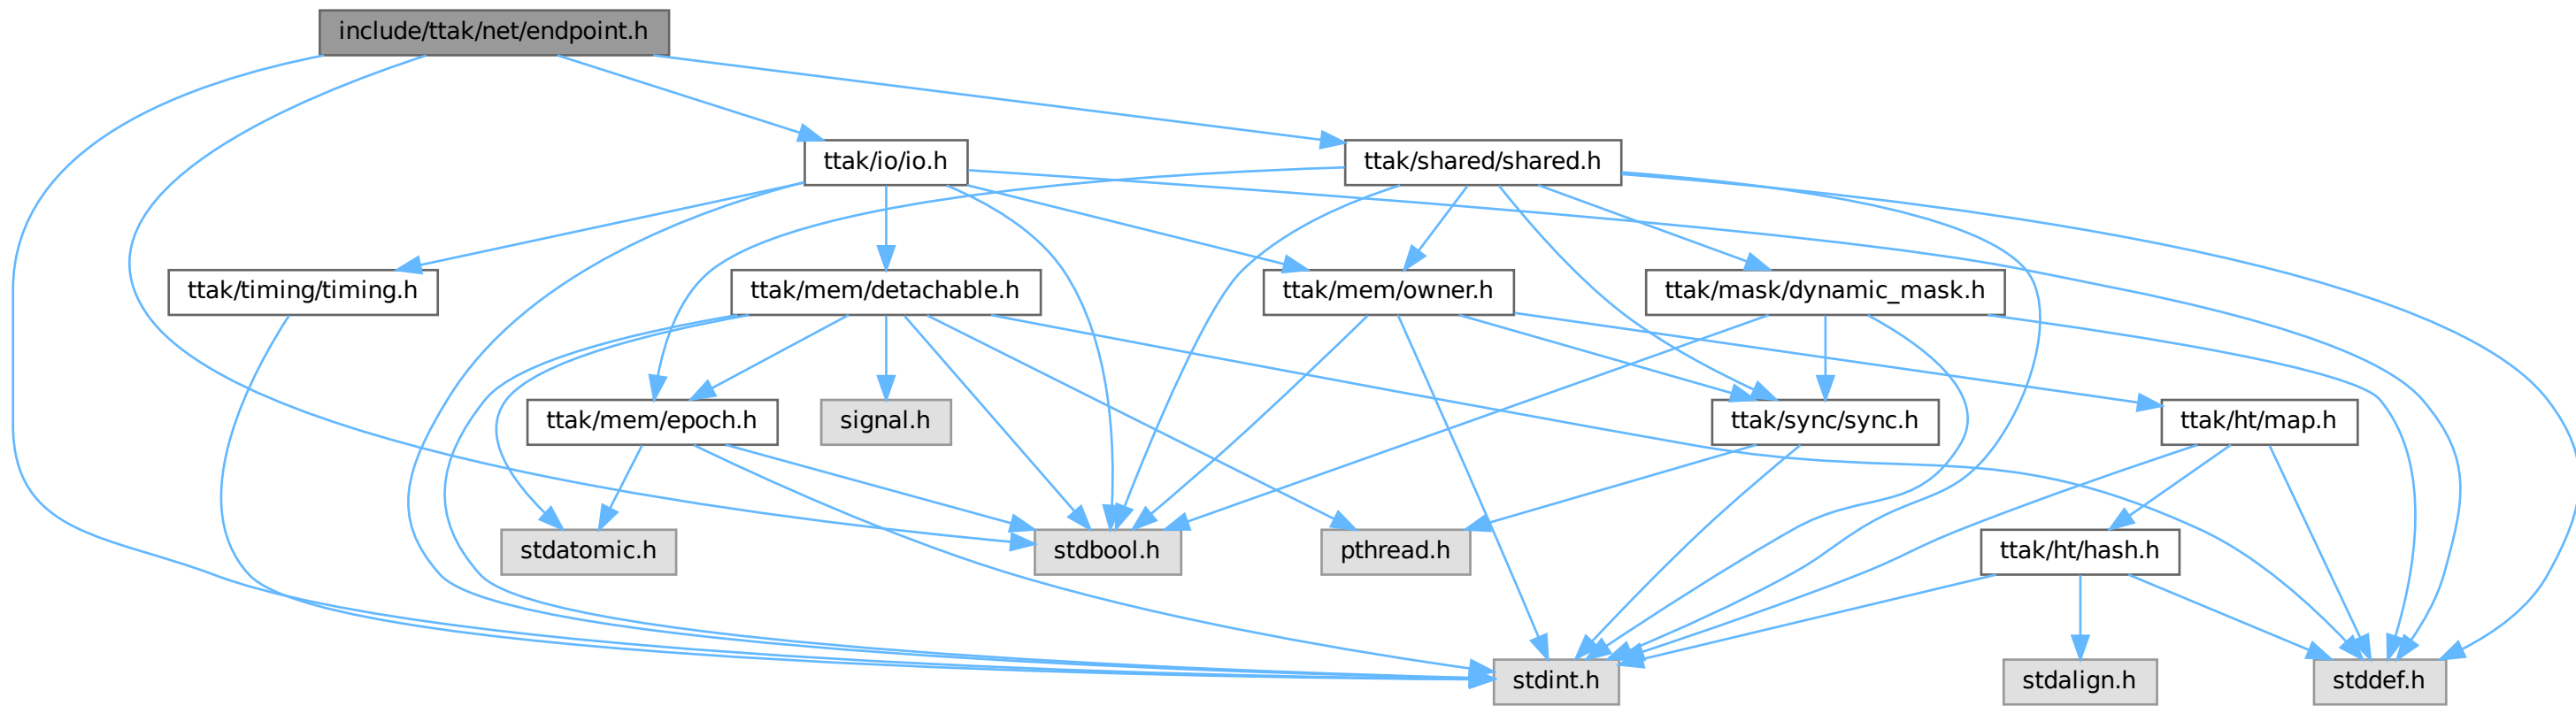 include/ttak/net/endpoint.h
ttak/io/io.h
ttak/shared/shared.h
ttak/timing/timing.h
ttak/mem/detachable.h
ttak/mem/owner.h
ttak/mask/dynamic_mask.h
ttak/mem/epoch.h
signal.h
ttak/sync/sync.h
ttak/ht/map.h
stdatomic.h
stdbool.h
pthread.h
ttak/ht/hash.h
stdint.h
stdalign.h
stddef.h